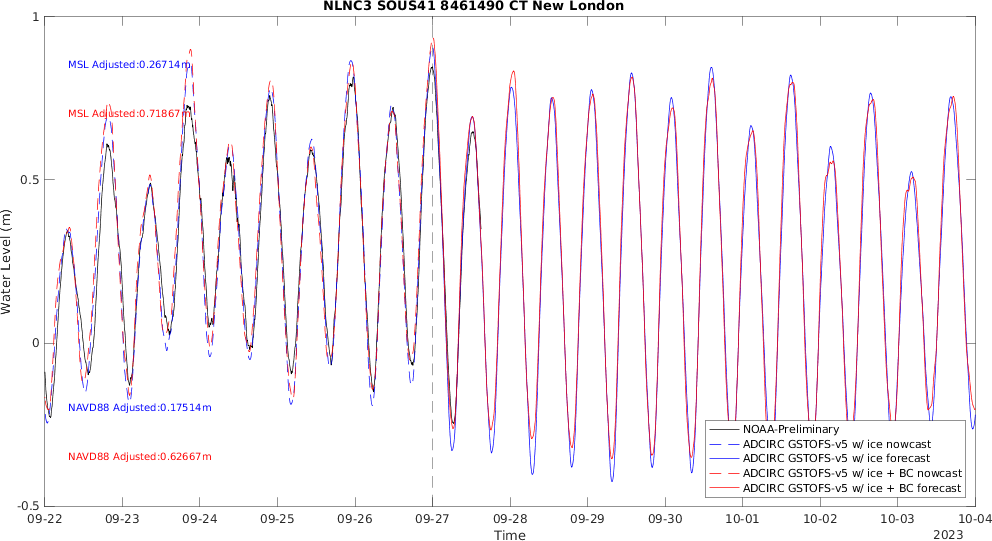 NLNC3 SOUS41 8461490 CT New London
Water Level (m)
1
0.5
0
-0.5
MSL Adjusted:0.26714m
MSL Adjusted:0.71867m
NAVD88 Adjusted:0.17514m
NAVD88 Adjusted:0.62667m
NOAA-Preliminary
ADCIRC GSTOFS-v5 w/ ice nowcast
ADCIRC GSTOFS-v5 w/ ice forecast
ADCIRC GSTOFS-v5 w/ ice + BC nowcast
ADCIRC GSTOFS-v5 w/ ice + BC forecast
09-22 09-23 09-24 09-25 09-26 09-27 09-28 09-29 09-30 10-01 10-02 10-03 10-04
Time
2023